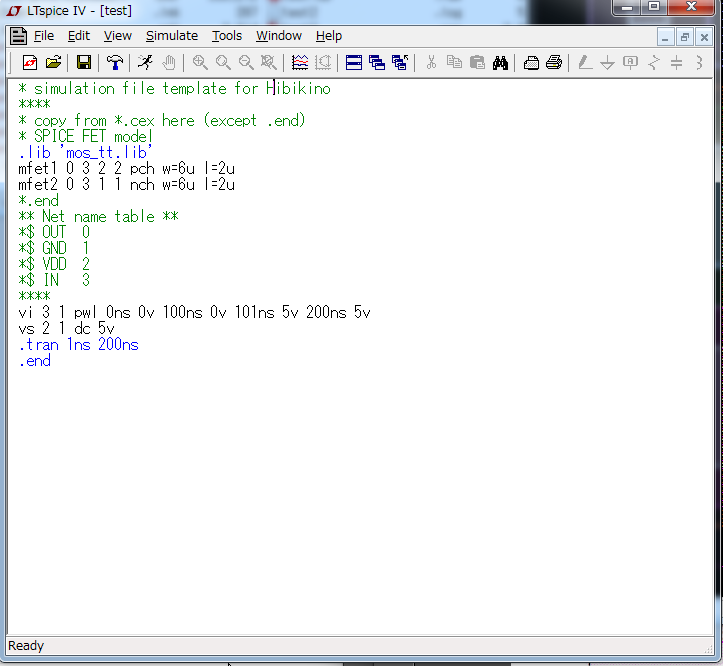 LTspice IV - [test]
File Edit View Simulate Tools Window Help
* simulation file template for Hibikino
****
* copy from *.cex here (except .end)
* SPICE FET model
.lib 'mos_tt.lib'
mfet1 0 3 2 2 pch w=6u l=2u
mfet2 0 3 1 1 nch w=6u l=2u
*.end
** Net name table **
*$ OUT 0
*$ GND 1
*$ VDD 2
*$ IN 3
****
vi 3 1 pwl 0ns 0v 100ns 0v 101ns 5v 200ns 5v
vs 2 1 dc 5v
.tran 1ns 200ns
.end
Ready